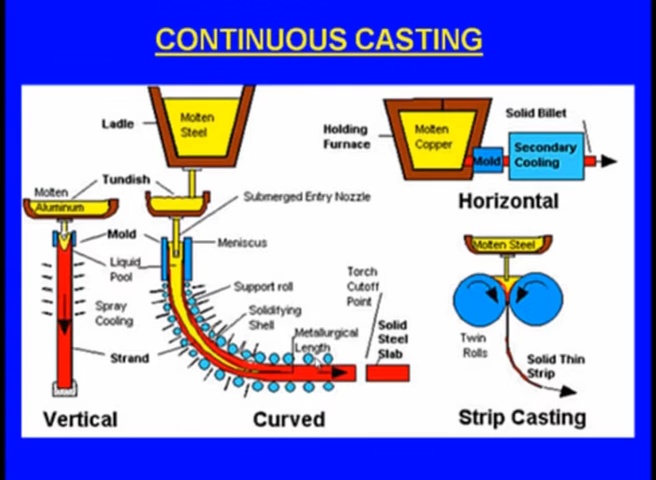 CONTINUOUS CASTING
Ladle
Molten
Steel
Holding
Furnace
Molten
Copper
Solid Billet
Mold
Secondary
Cooling
Horizontal
Molten
Aluminum
Tundish
Submerged Entry Nozzle
Mold
Meniscus
Liquid
Pool
Support roll
Spray
Cooling
Solidifying
Shell
Strand
Metallurgical
Length
Torch
Cutoff
Point
Solid
Steel
Slab
Vertical
Curved
Molten Steel
Twin
Rolls
Solid Thin
Strip
Strip Casting